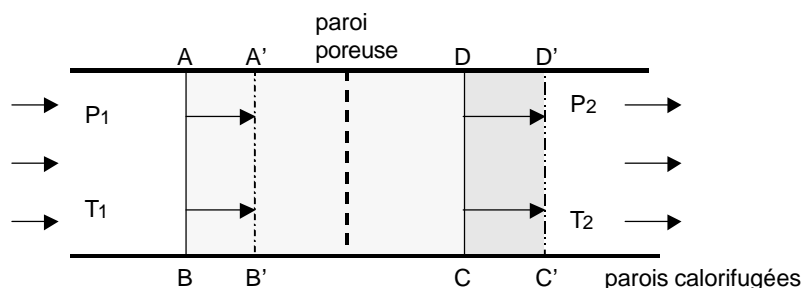 paroi
poreuse
A A’ D D’
P1 P2
T1 T2
B B’ C C’ parois calorifugées